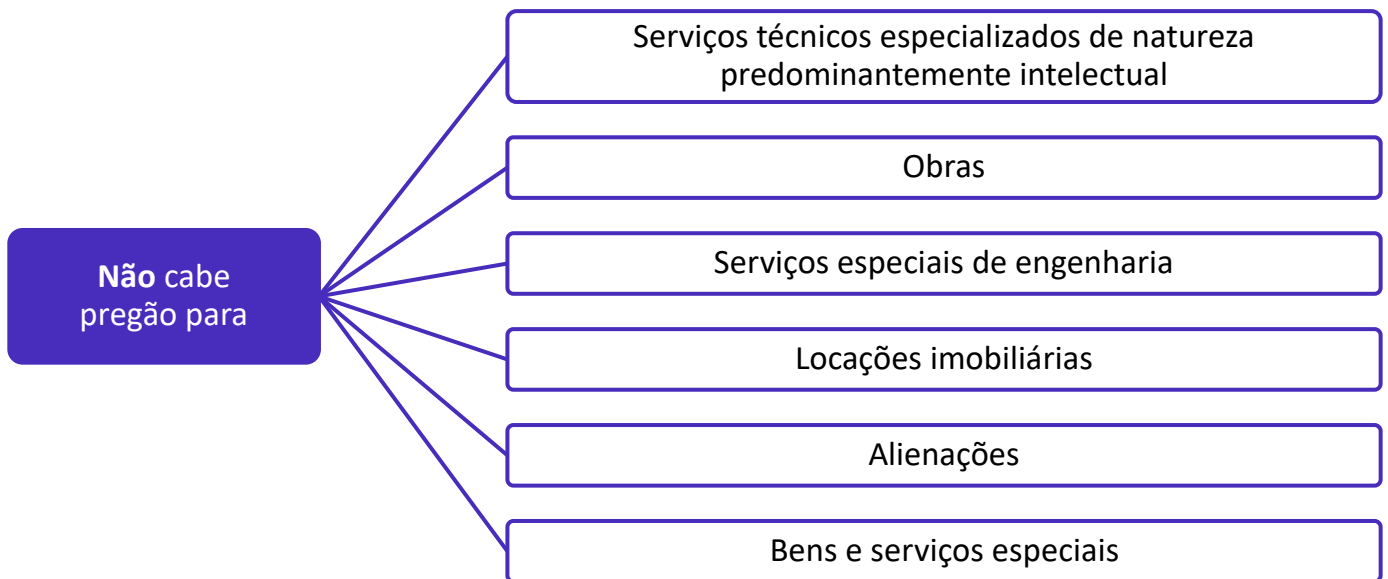 Serviços técnicos especializados de natureza
predominantemente intelectual
Obras
Serviços especiais de engenharia
Não cabe
pregão para
Locações imobiliárias
Alienações
Bens e serviços especiais